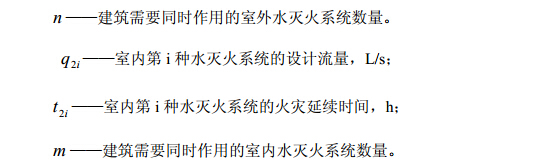 n——建筑需要同时作用的室外水灭火系统数量。
q2i——室内第 i 种水灭火系统的设计流量，L/s；
t2i——室内第 i 种水灭火系统的火灾延续时间，h；
m——建筑需要同时作用的室内水灭火系统数量。